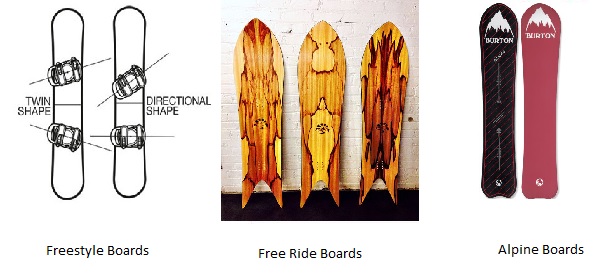 TWIN
SHAPE
DIRECTIONAL
SHAPE
BURTON
BURTON
Freestyle Boards
Free Ride Boards
Alpine Boards